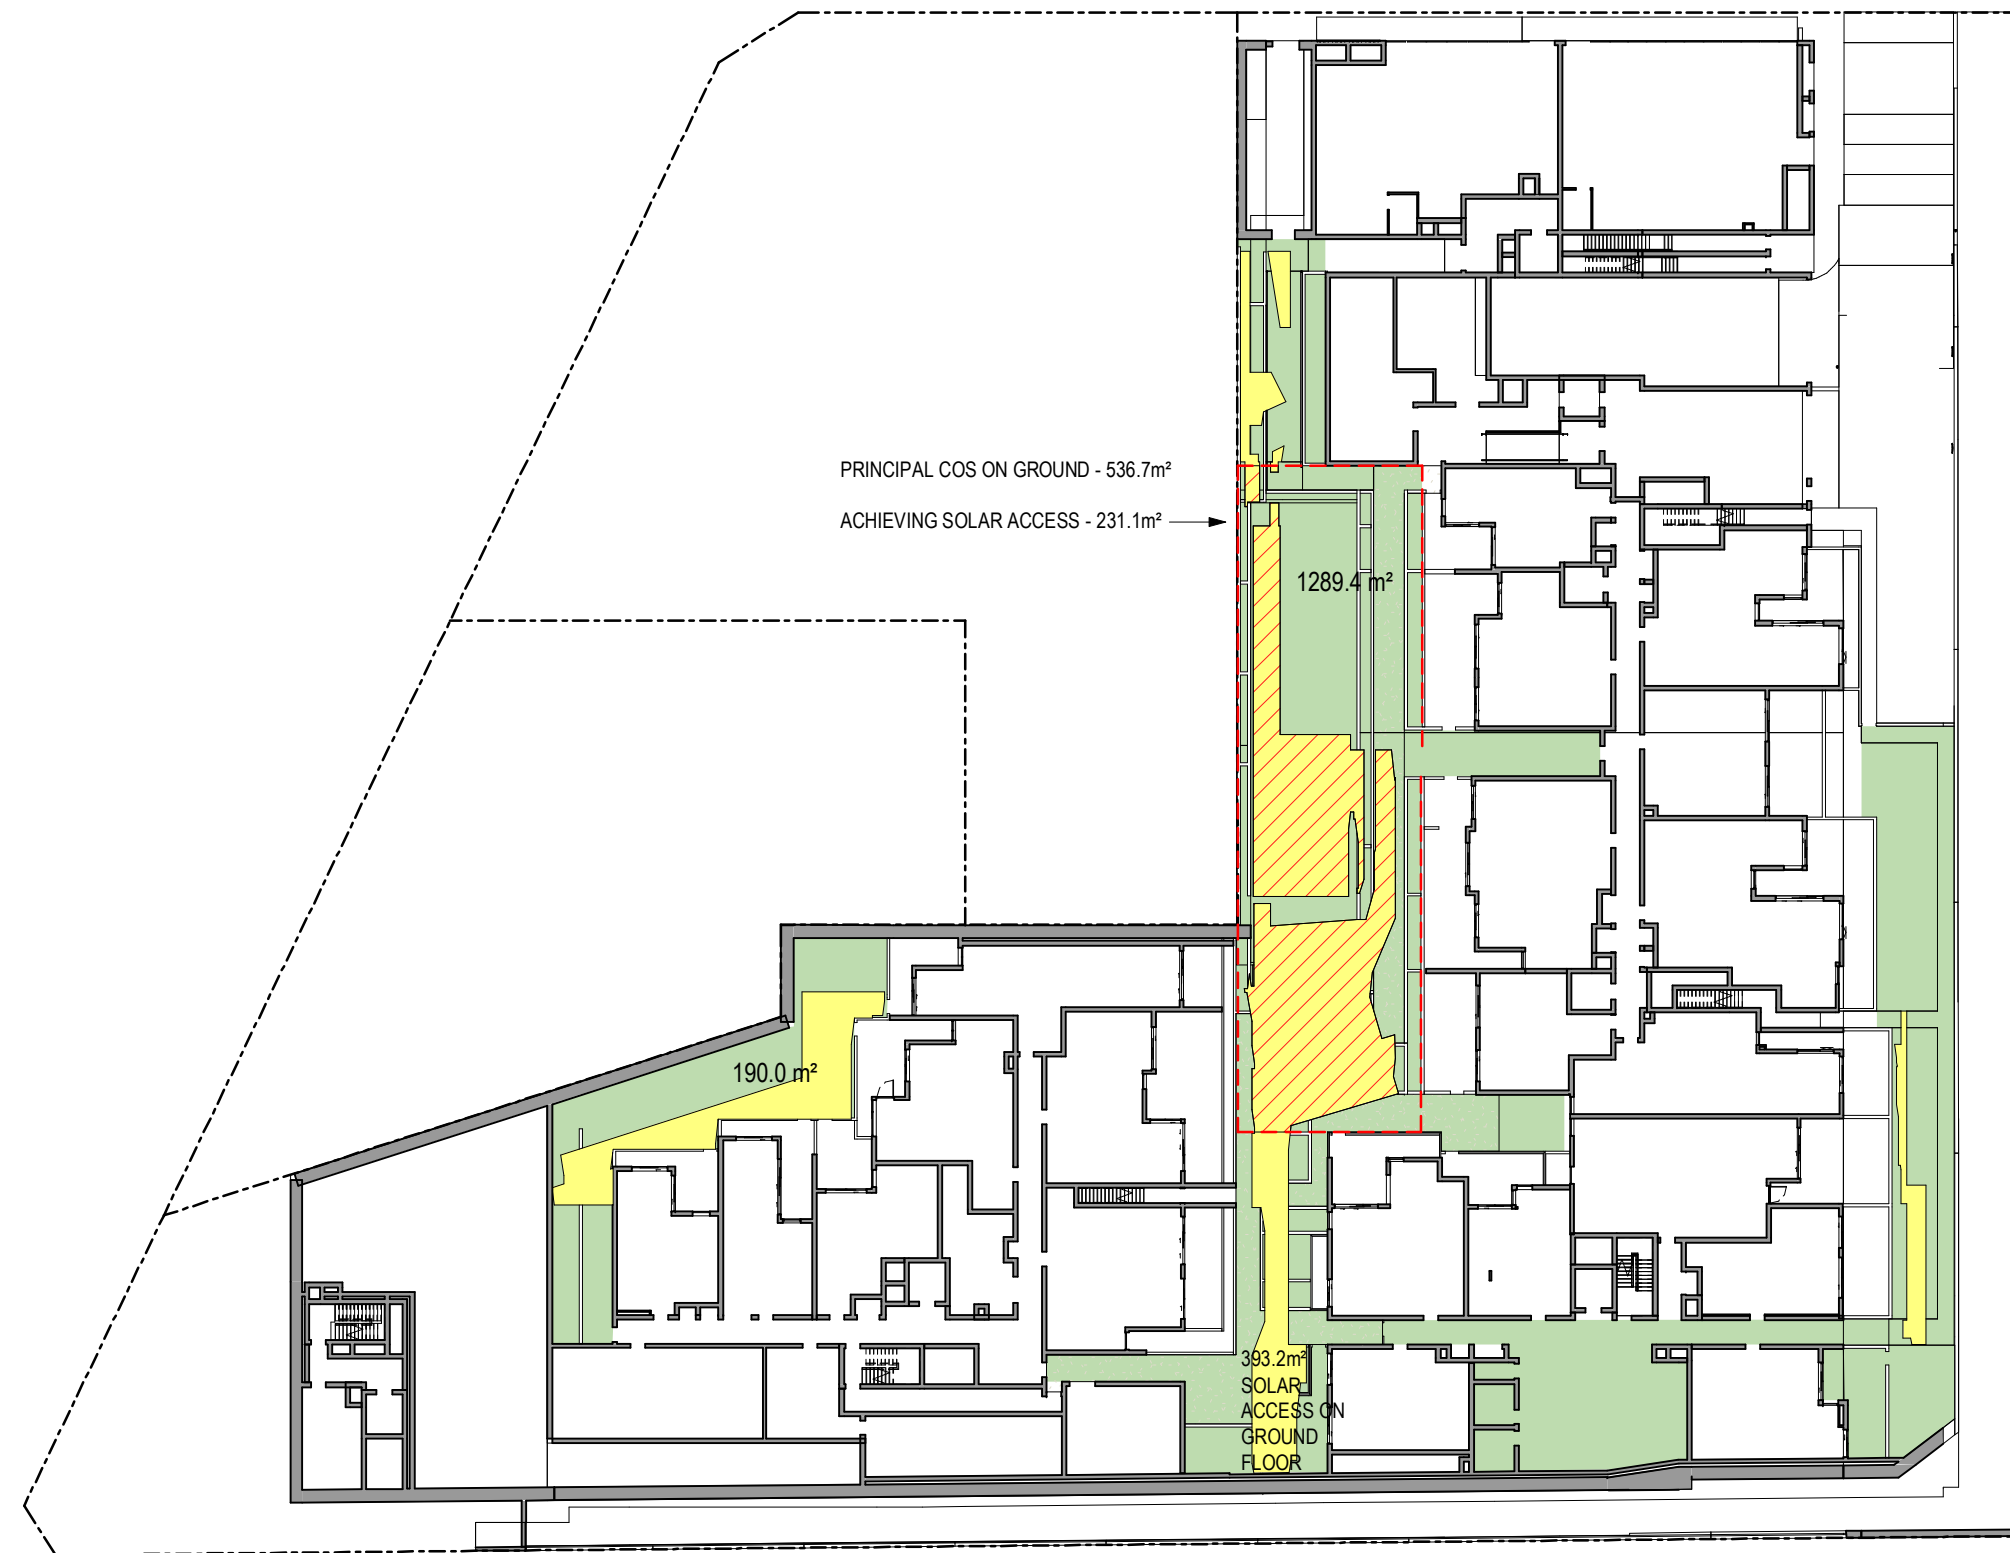 PRINCIPAL COS ON GROUND - 536.7m²
ACHIEVING SOLAR ACCESS - 231.1m²
1289.4 m²
190.0 m²
393.2m²
SOLAR
ACCESS ON
GROUND
FLOOR